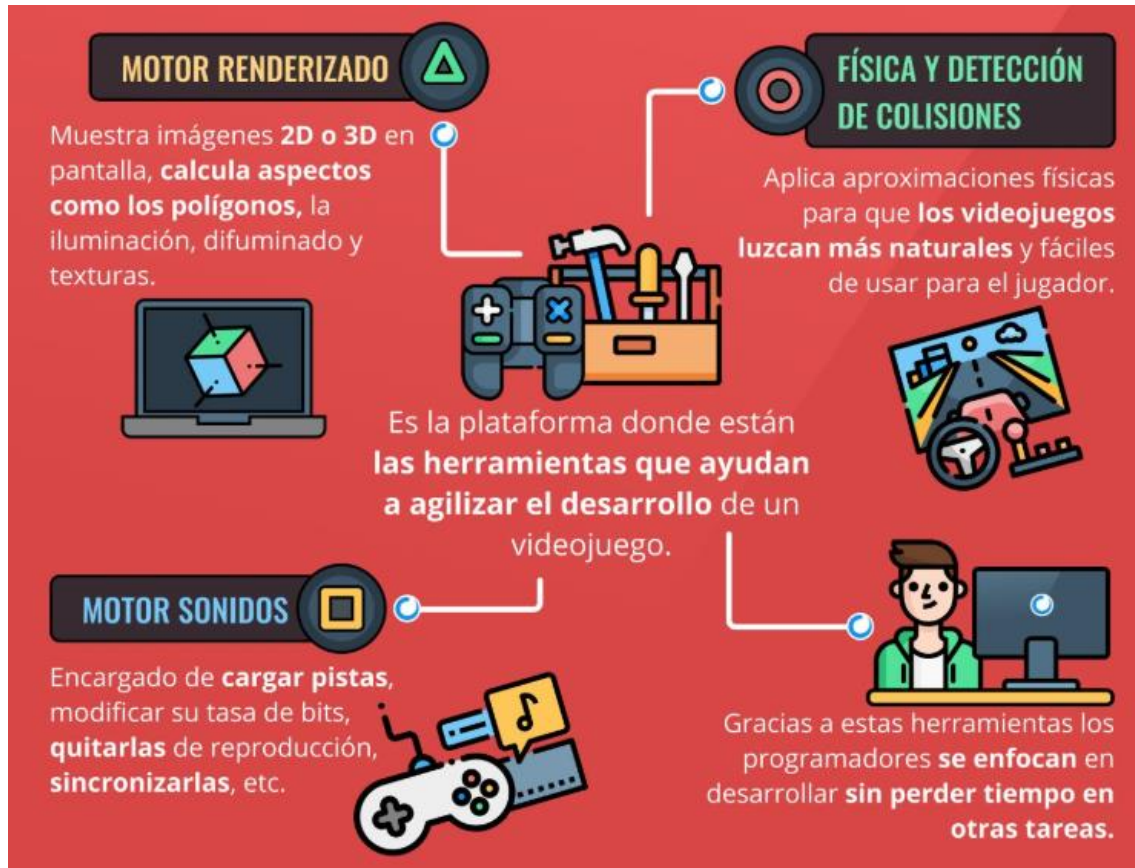 MOTOR RENDERIZADO
Muestra imágenes 2D o 3D en
pantalla, calcula aspectos
como los polígonos, la
iluminación, difuminado y
texturas.
FÍSICA Y DETECCIÓN
DE COLISIONES
Aplica aproximaciones físicas
para que los videojuegos
luzcan más naturales y fáciles
de usar para el jugador.
Es la plataforma donde están
las herramientas que ayudan
a agilizar el desarrollo de un
videojuego.
MOTOR SONIDOS
Encargado de cargar pistas,
modificar su tasa de bits,
quitarlas de reproducción,
sincronizarlas, etc.
Gracias a estas herramientas los
programadores se enfocan en
desarrollar sin perder tiempo en
otras tareas.